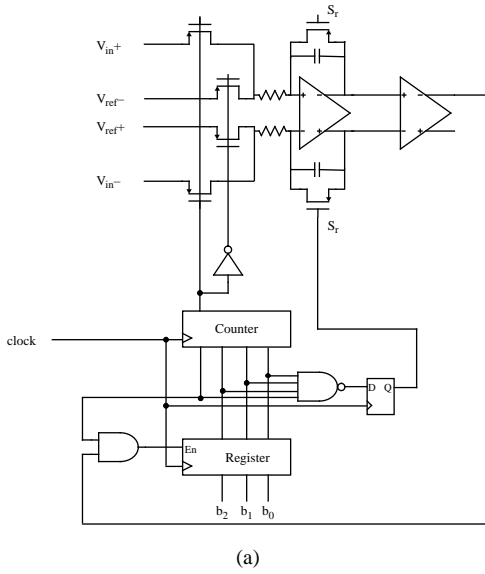 Sr
Vin+
Vref−
Vref+
Vin−
+ −
− +
+ −
− +
Sr
Counter
clock
D Q
En
Register
b2 b1 b0
(a)